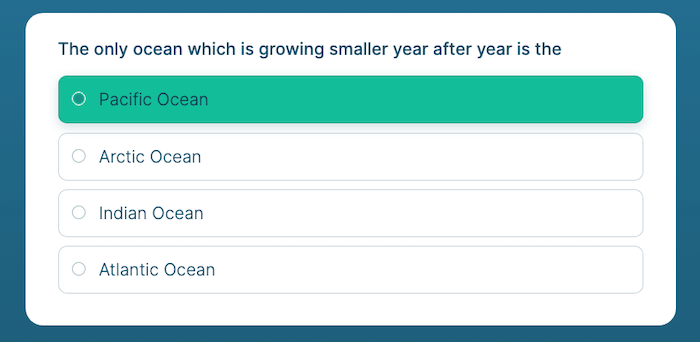 The only ocean which is growing smaller year after year is the
Pacific Ocean
Arctic Ocean
Indian Ocean
Atlantic Ocean